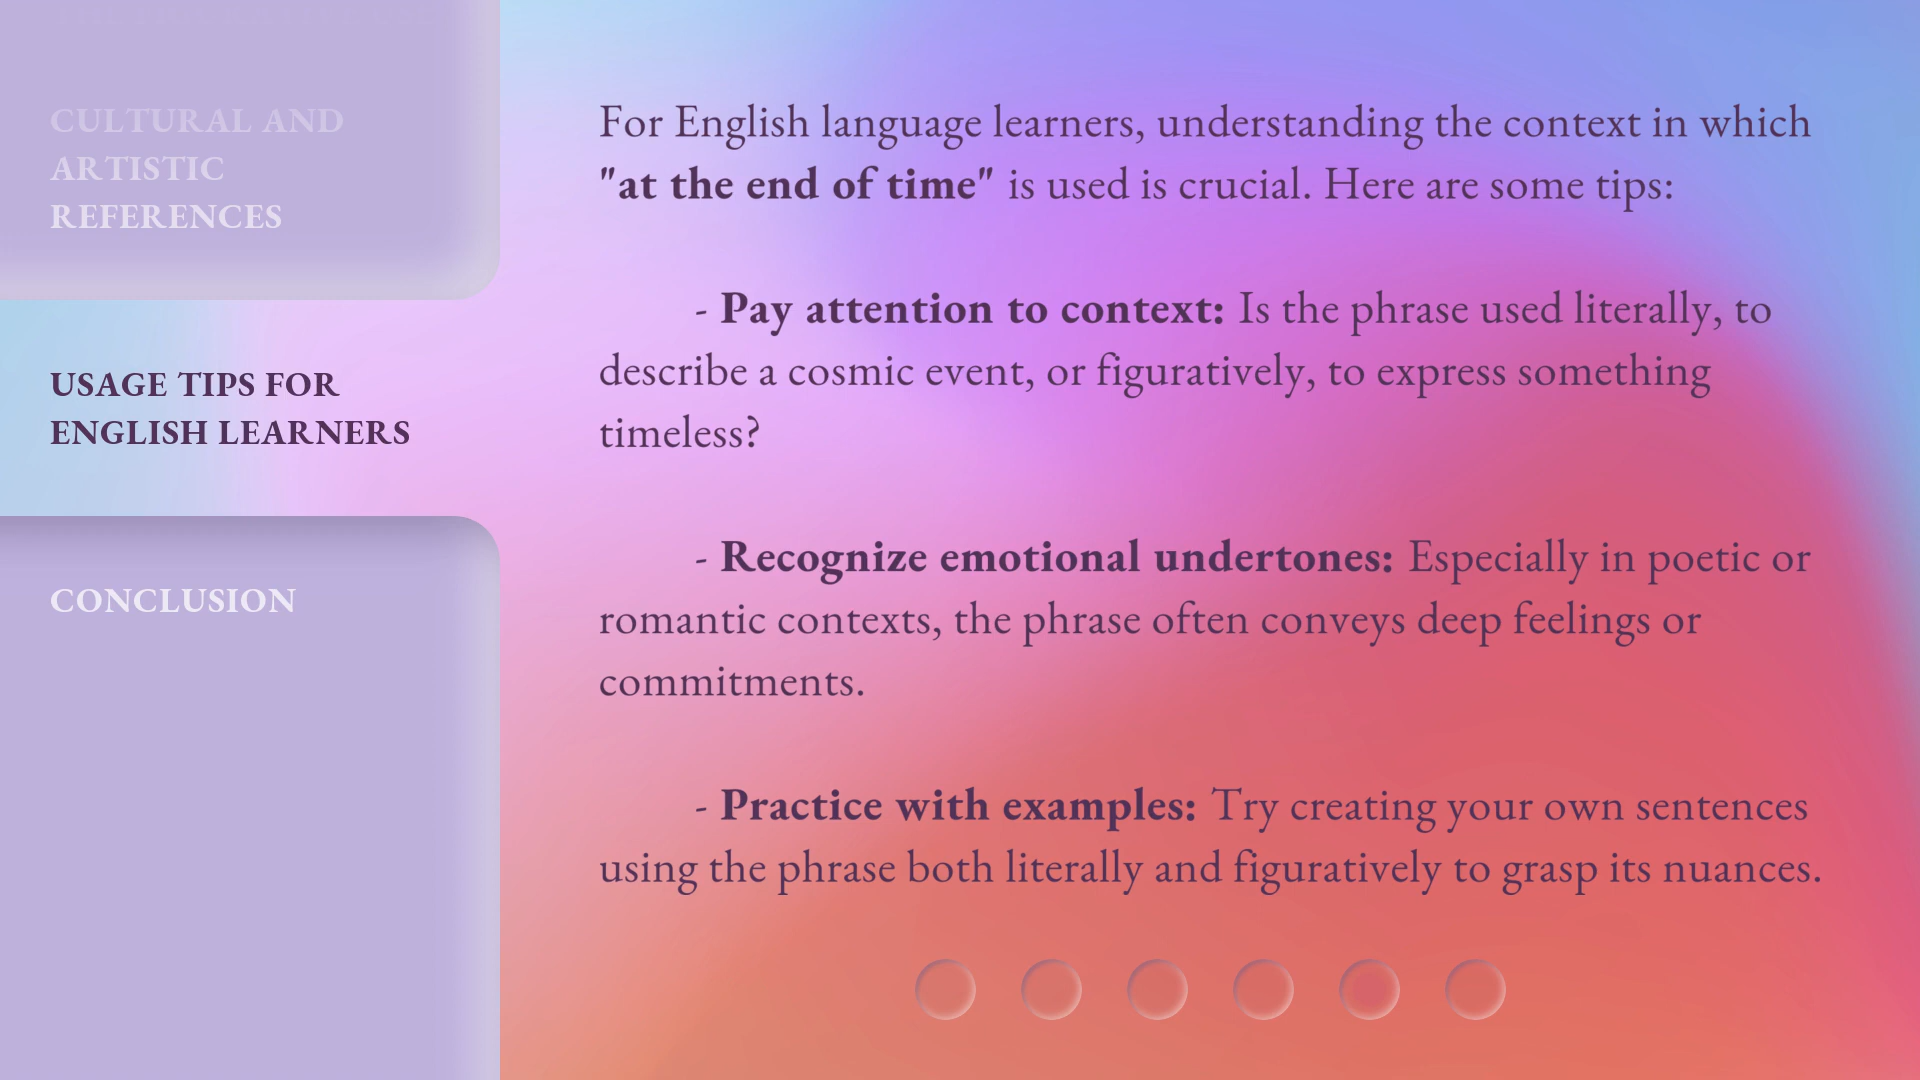 CULTURAL AND
ARTISTIC
REFERENCES
USAGE TIPS FOR
ENGLISH LEARNERS
CONCLUSION
For English language learners, understanding the context in which
"at the end of time" is used is crucial. Here are some tips:
- Pay attention to context: Is the phrase used literally, to
describe a cosmic event, or figuratively, to express something
timeless?
- Recognize emotional undertones: Especially in poetic or
romantic contexts, the phrase often conveys deep feelings or
commitments.
- Practice with examples: Try creating your own sentences
using the phrase both literally and figuratively to grasp its nuances.